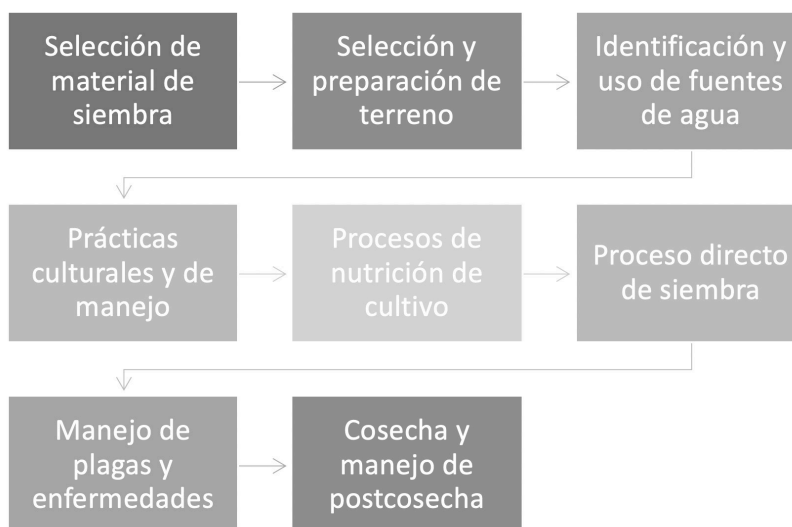 Selección de
material de
siembra
Selección y
preparación de
terreno
Identificación y
uso de fuentes
de agua
Prácticas
culturales y de
manejo
Procesos de
nutrición de
cultivo
Proceso directo
de siembra
Manejo de
plagas y
enfermedades
Cosecha y
manejo de
postcosecha